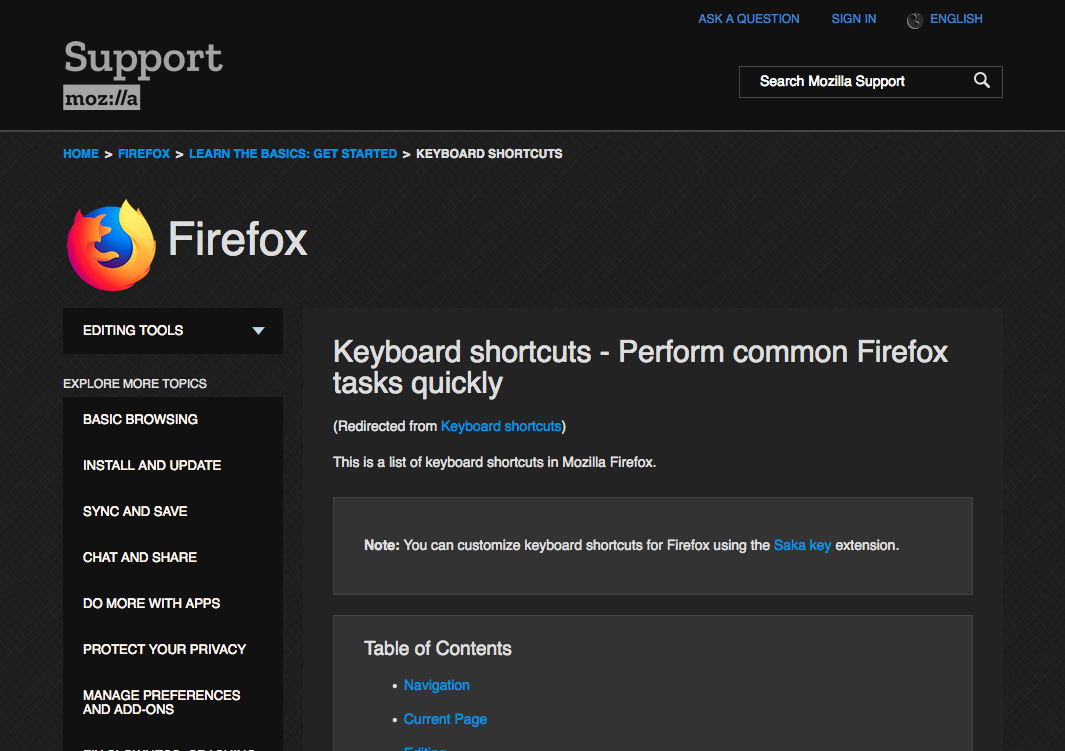 ASK A QUESTION SIGN IN ENGLISH
Support
moz://a
Search Mozilla Support
HOME > FIREFOX > LEARN THE BASICS: GET STARTED > KEYBOARD SHORTCUTS
Firefox
EDITING TOOLS
EXPLORE MORE TOPICS
BASIC BROWSING
INSTALL AND UPDATE
SYNC AND SAVE
CHAT AND SHARE
DO MORE WITH APPS
PROTECT YOUR PRIVACY
MANAGE PREFERENCES
AND ADD-ONS
Keyboard shortcuts - Perform common Firefox
tasks quickly
(Redirected from Keyboard shortcuts)
This is a list of keyboard shortcuts in Mozilla Firefox.
Note: You can customize keyboard shortcuts for Firefox using the Saka key extension.
Table of Contents
• Navigation
• Current Page